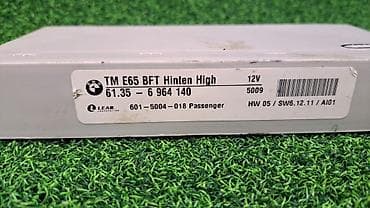 TM E65 BFT Hinten High
12V
61.35 - 6 964 140
5009
LEAR
CORPORATION
601-5004-018 Passenger
HW 05 / SW6.12.11 / AI01